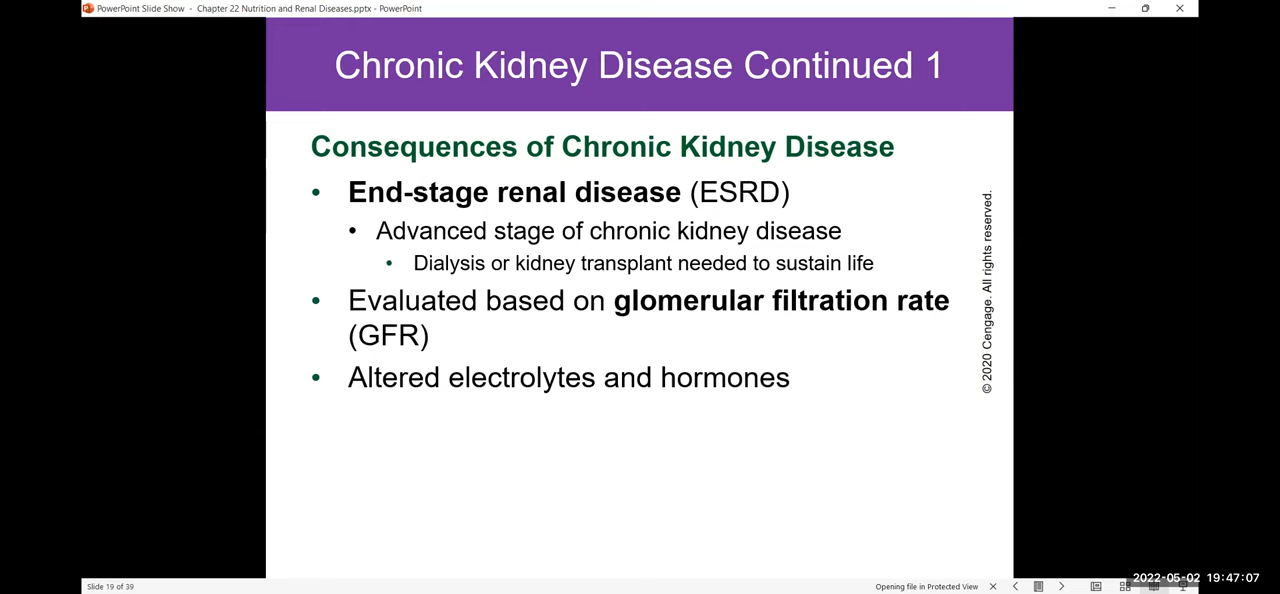 PowerPoint Slide Show - Chapter 22 Nutrition and Renal Diseases.pptx - PowerPoint
Chronic Kidney Disease Continued 1
Consequences of Chronic Kidney Disease
• End-stage renal disease (ESRD)
• Advanced stage of chronic kidney disease
• Dialysis or kidney transplant needed to sustain life
• Evaluated based on glomerular filtration rate
(GFR)
• Altered electrolytes and hormones
© 2020 Cengage. All rights reserved.
Slide 19 of 39
Opening file in Protected View
2022-05-02 19:47:07